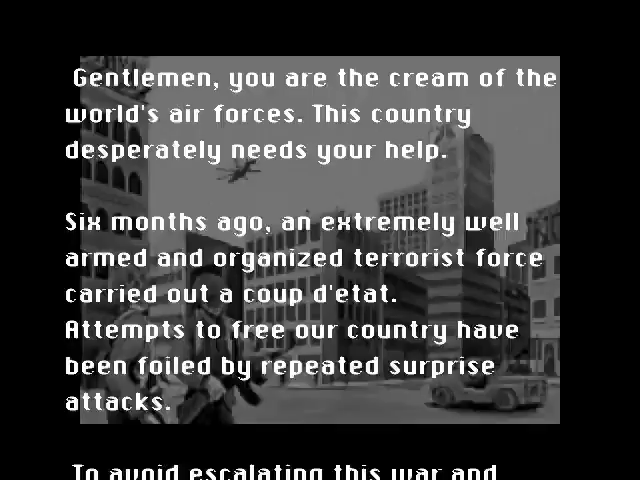 Gentlemen, you are the cream of the
world's air forces. This country
desperately needs your help.
Six months ago, an extremely well
armed and organized terrorist force
carried out a coup d'etat.
Attempts to free our country have
been foiled by repeated surprise
attacks.
To avoid escalating this war and